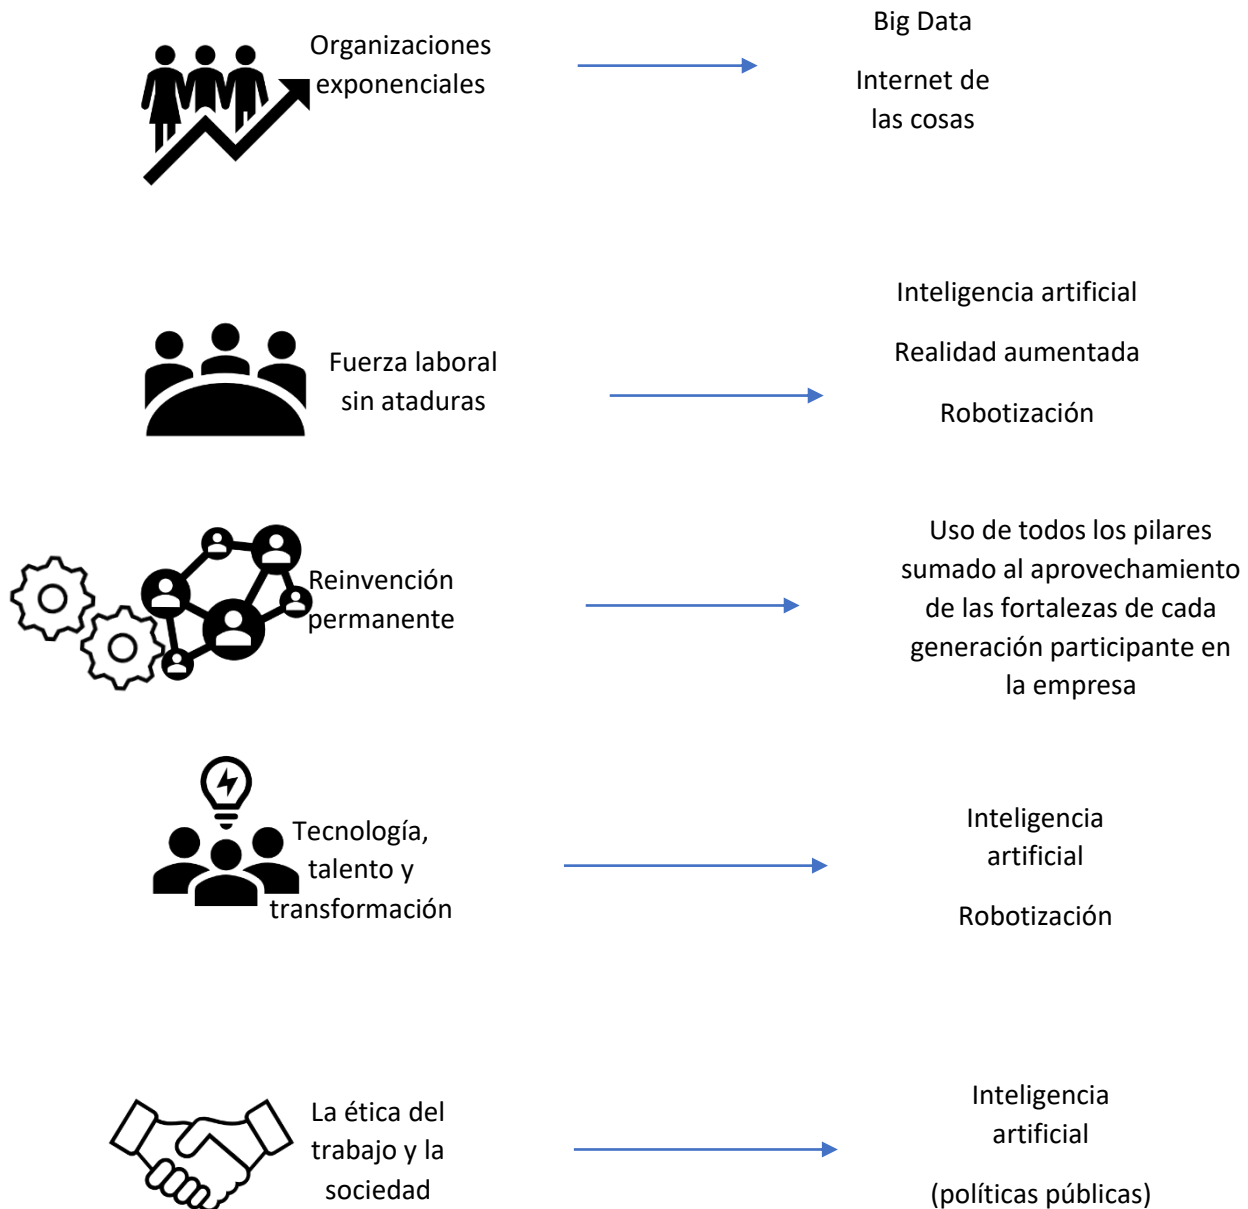 Organizaciones
exponenciales
Big Data
Internet de
las cosas
Fuerza laboral
sin ataduras
Inteligencia artificial
Realidad aumentada
Robotización
Reinvención
permanente
Uso de todos los pilares
sumado al aprovechamiento
de las fortalezas de cada
generación participante en
la empresa
Tecnología,
talento y
transformación
Inteligencia
artificial
Robotización
La ética del
trabajo y la
sociedad
Inteligencia
artificial
(políticas públicas)